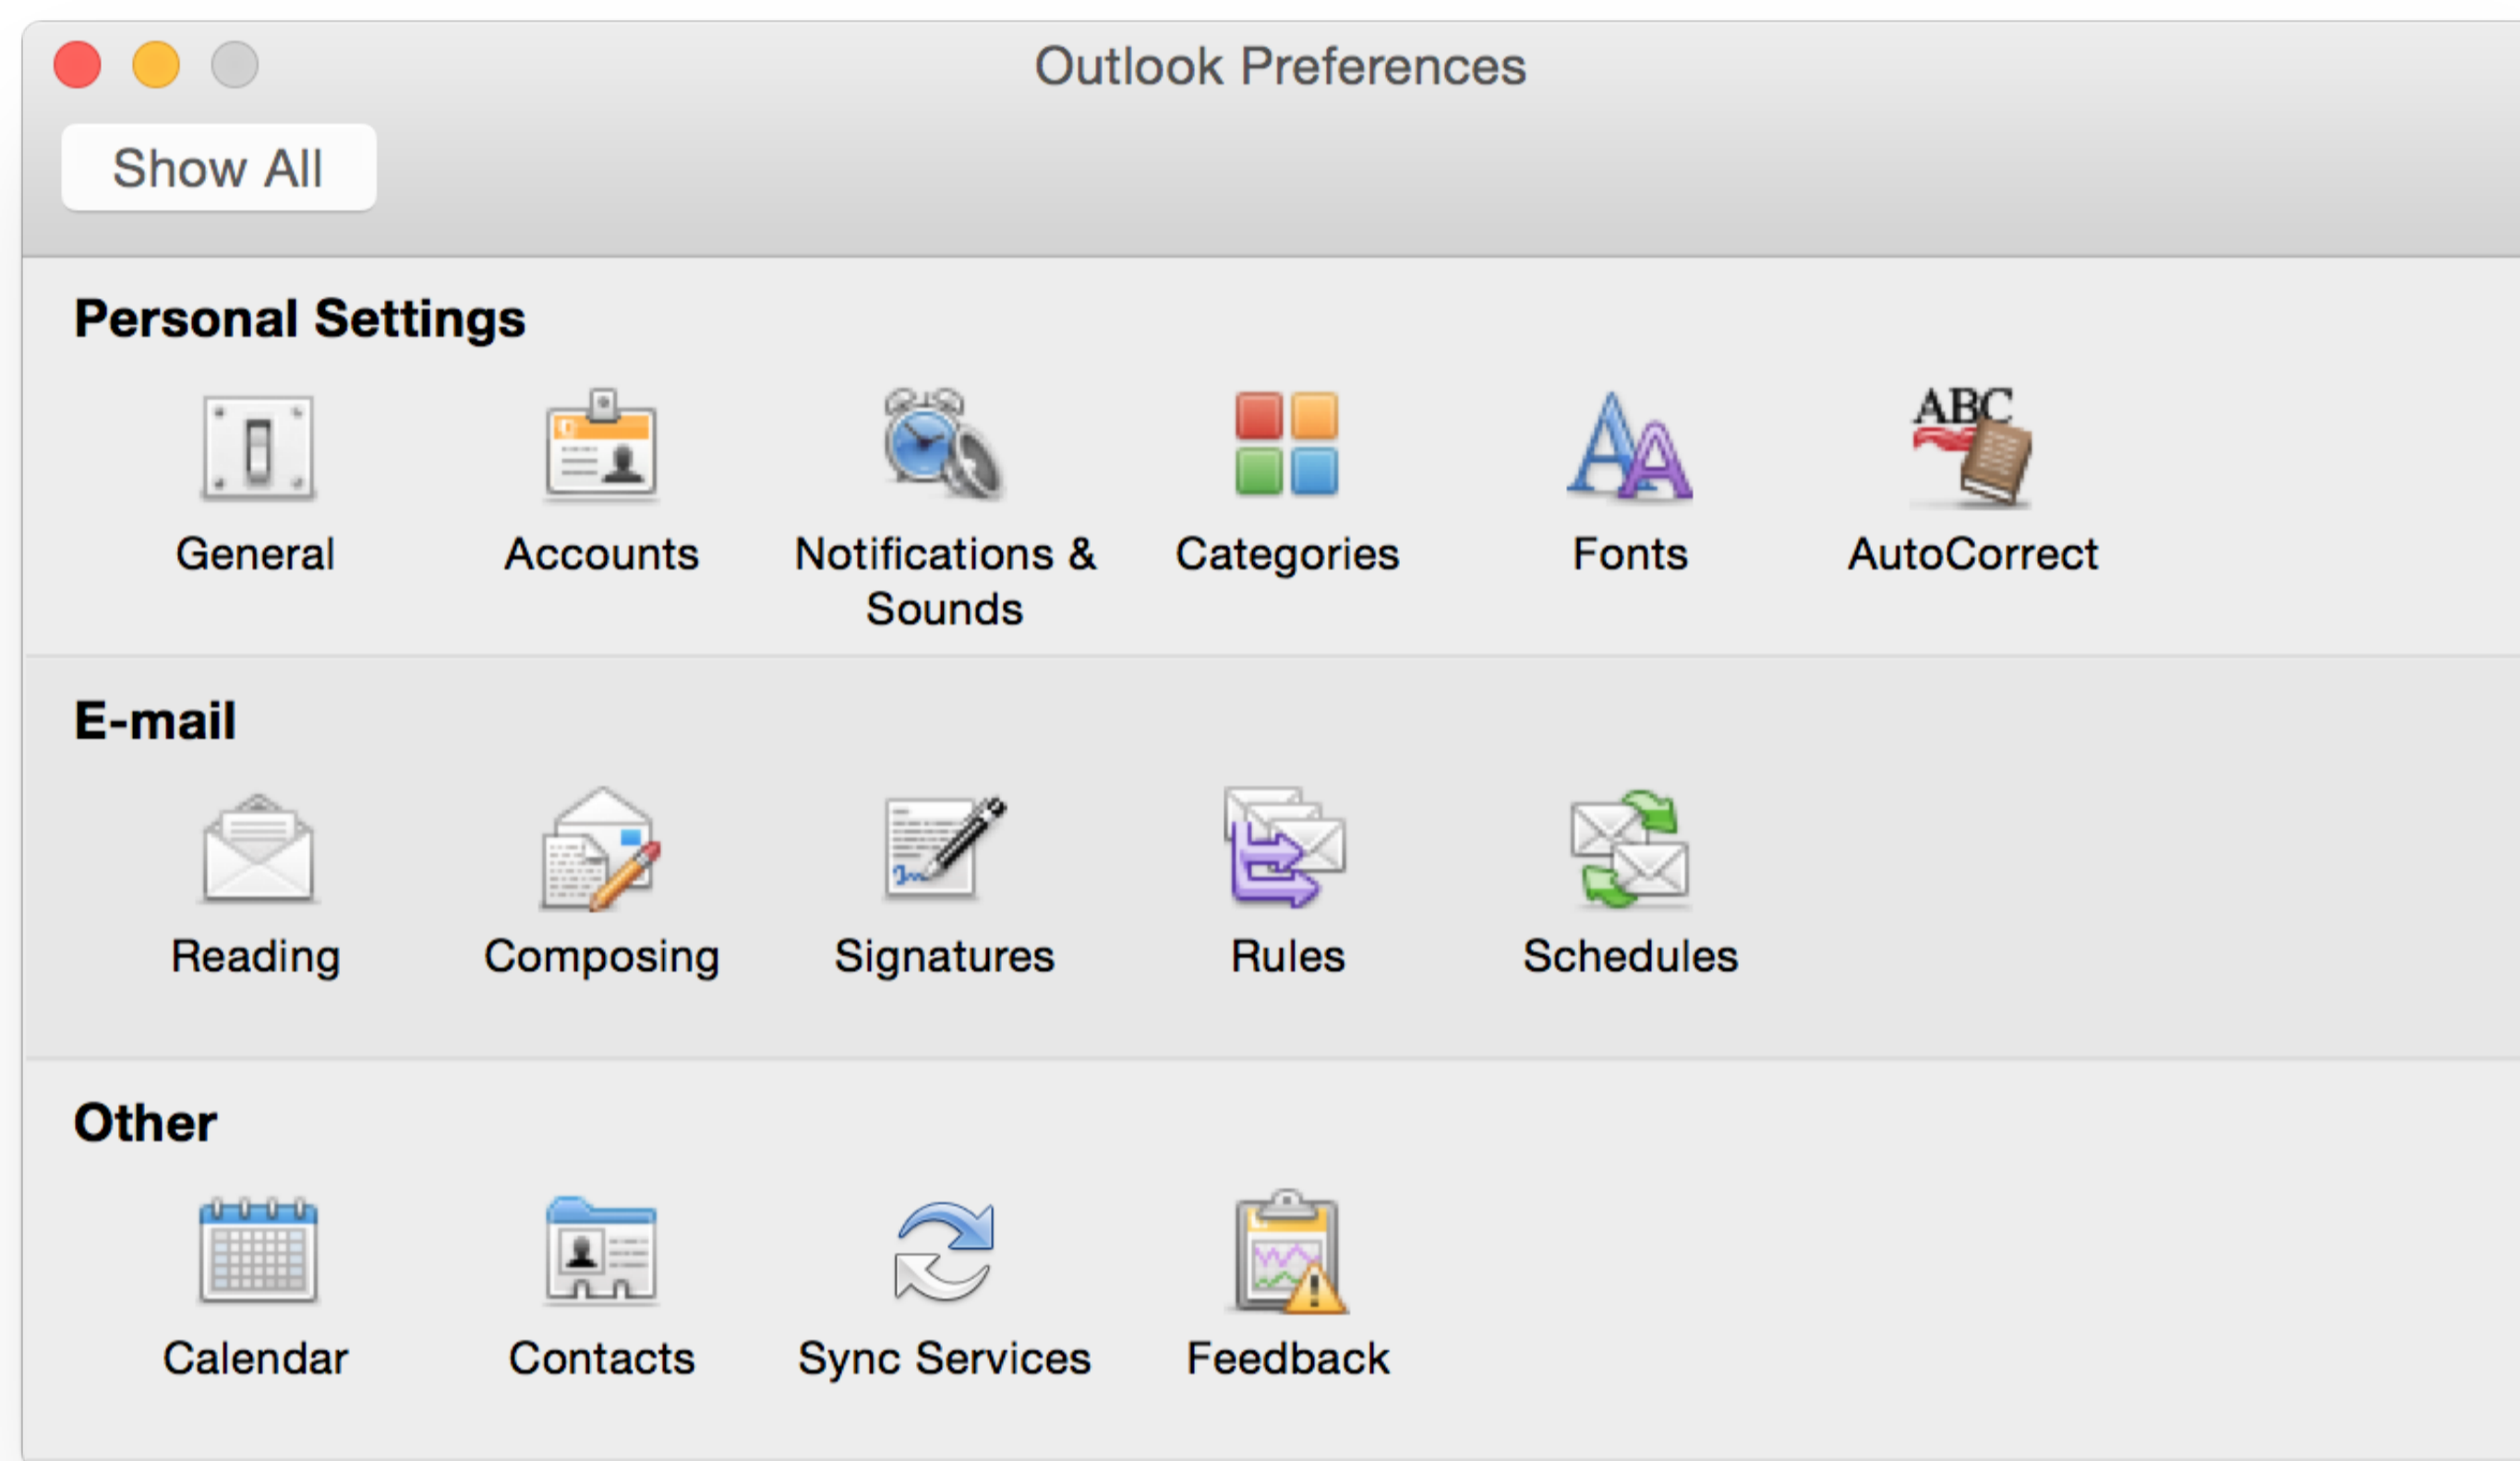 Outlook Preferences
Show All
Personal Settings
General
Accounts
Notifications &
Sounds
Categories
Fonts
ABC
AutoCorrect
E-mail
Reading
Composing
Signatures
Rules
Schedules
Other
Calendar
Contacts
Sync Services
Feedback